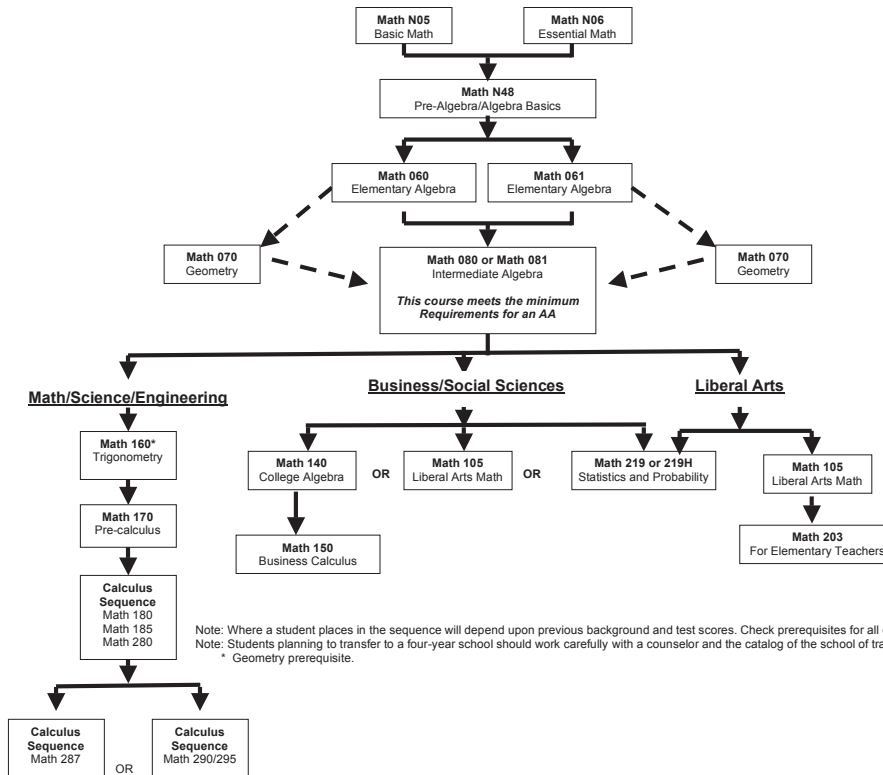 Math N05
Basic Math
Math N06
Essential Math
Math N48
Pre-Algebra/Algebra Basics
Math 060
Elementary Algebra
Math 061
Elementary Algebra
Math 070
Geometry
Math 080 or Math 081
Intermediate Algebra
This course meets the minimum
Requirements for an AA
Math 070
Geometry
Math/Science/Engineering
Business/Social Sciences
Liberal Arts
Math 160*
Trigonometry
Math 140
College Algebra
OR
Math 105
Liberal Arts Math
OR
Math 219 or 219H
Statistics and Probability
Math 105
Liberal Arts Math
Math 170
Pre-calculus
Math 150
Business Calculus
Math 203
For Elementary Teachers
Calculus
Sequence
Math 180
Math 185
Math 280
Note: Where a student places in the sequence will depend upon previous background and test scores. Check prerequisites for all
Note: Students planning to transfer to a four-year school should work carefully with a counselor and the catalog of the school of
* Geometry prerequisite.
Calculus
Sequence
Math 287
OR
Calculus
Sequence
Math 290/295